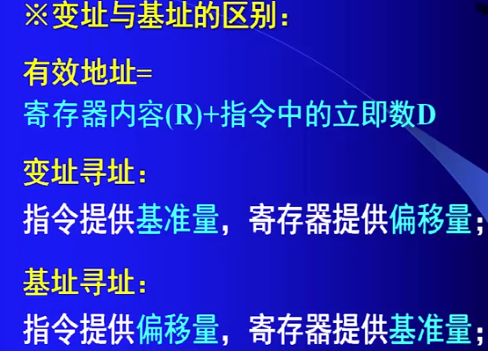 ※变址与基址的区别：
有效地址=
寄存器内容(R)+指令中的立即数D
变址寻址：
指令提供基准量，寄存器提供偏移量；
基址寻址：
指令提供偏移量，寄存器提供基准量；